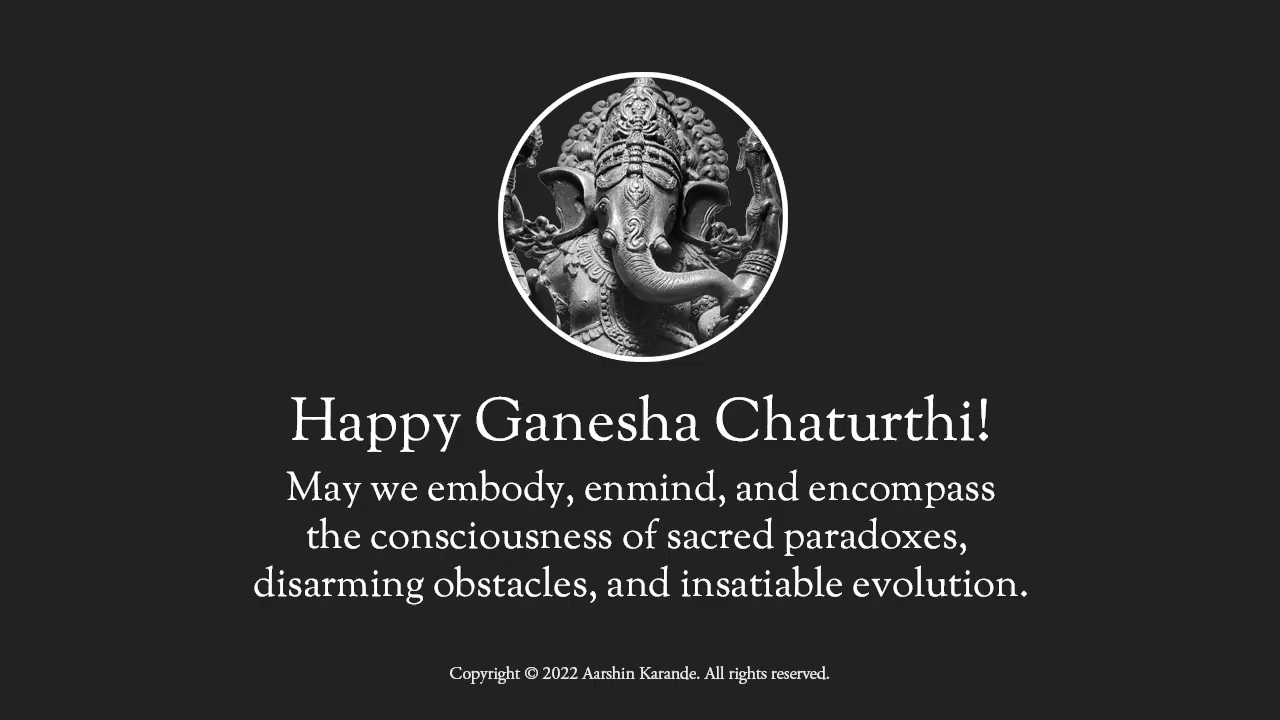 Happy Ganesha Chaturthi!
May we embody, enmind, and encompass
the consciousness of sacred paradoxes,
disarming obstacles, and insatiable evolution.
Copyright © 2022 Aarshin Karande. All rights reserved.